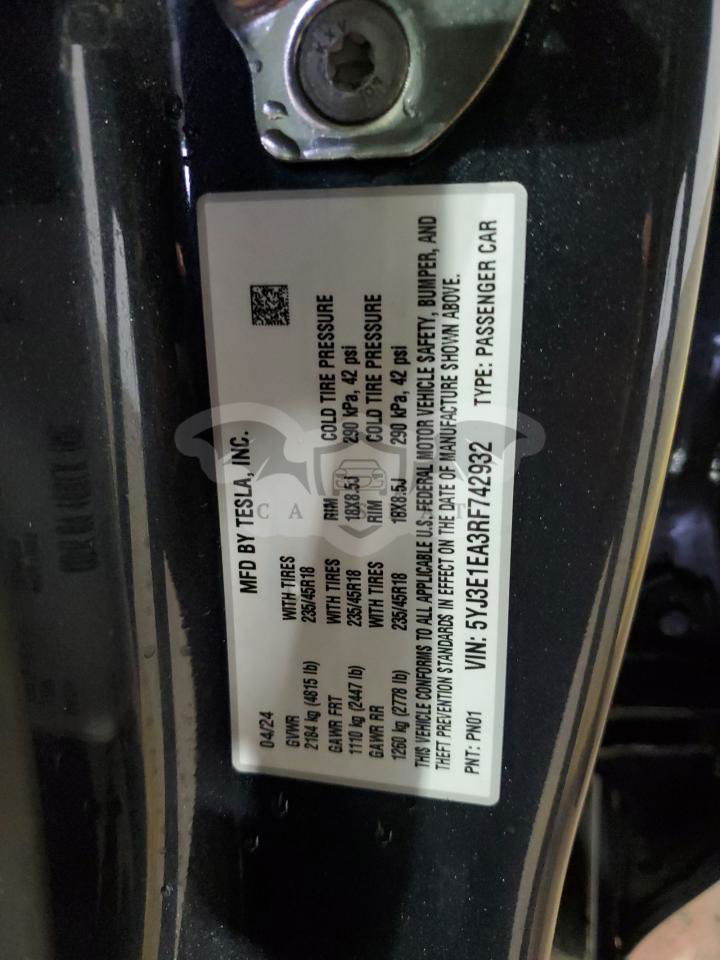 MFD BY TESLA, INC.
04/24
GVWR WITH TIRES RIM COLD TIRE PRESSURE
2184 kg (4815 lb) 235/45R18 18X8.5J 290 kPa, 42 psi
GAWR FRT WITH TIRES RIM COLD TIRE PRESSURE
1110 kg (2447 lb) 235/45R18 18X8.5J 290 kPa, 42 psi
GAWR RR
1260 kg (2778 lb) 235/45R18
THIS VEHICLE CONFORMS TO ALL APPLICABLE U.S. FEDERAL MOTOR VEHICLE SAFETY, BUMPER, AND
THEFT PREVENTION STANDARDS IN EFFECT ON THE DATE OF MANUFACTURE SHOWN ABOVE.
PNT: PN01 VIN: 5YJ3E1EA3RF742932 TYPE: PASSENGER CAR